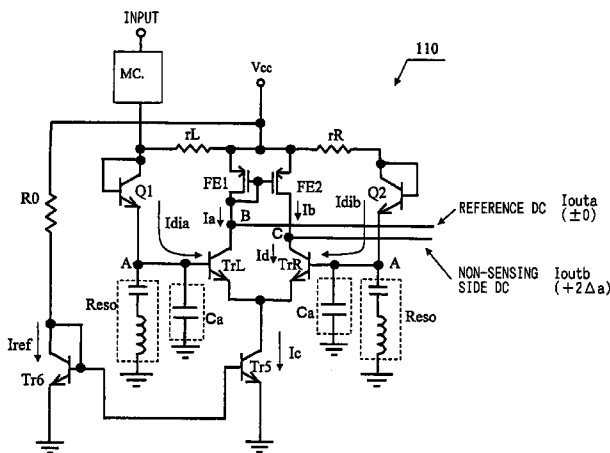 INPUT
110
MC.
Vcc
rL
rR
Q1
FE1
FE2
Q2
R0
Idia
Ia
Ib
Idib
B
REFERENCE DC Iouta
(±0)
C
Id
A
TrL
TrR
A
NON-SENSING
SIDE DC
Ioutb
(+2Δa)
Reso
Ca
Ca
Reso
Iref
Ic
Tr6
Tr5